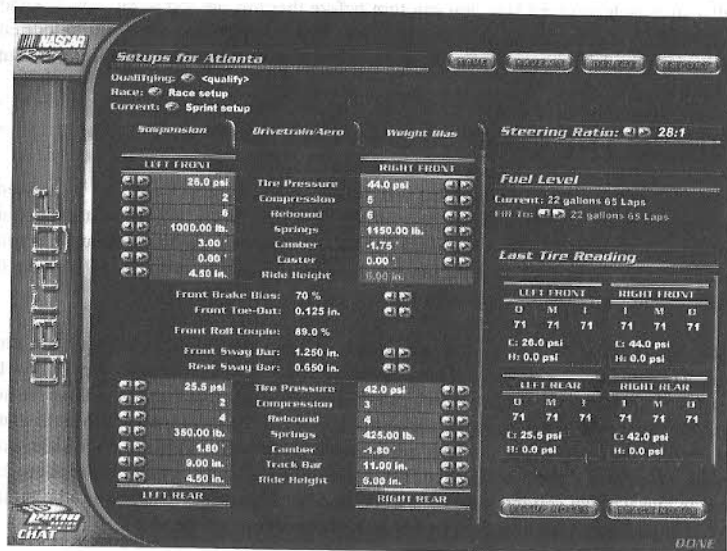 NASCAR
Racing
Setups for Atlanta
Qualifying: <qualify>
Race: Race setup
Current: Sprint setup
Suspension Drivetrain/Aero Weight Bias
LEFT FRONT RIGHT FRONT
26.0 psi Tire Pressure 44.0 psi
2 Compression 5
6 Rebound 6
1000.00 lb. Springs 1150.00 lb.
3.00 ° Camber -1.75 °
0.00 ° Caster 0.00 °
4.50 in. Ride Height 6.00 in.
Front Brake Bias: 70 %
Front Toe-Out: 0.125 in.
Front Roll Couple: 89.0 %
Front Sway Bar: 1.250 in.
Rear Sway Bar: 0.650 in.
25.5 psi Tire Pressure 42.0 psi
2 Compression 3
4 Rebound 4
350.00 lb. Springs 425.00 lb.
1.80 ° Camber -1.80 °
9.00 in. Track Bar 11.00 in.
4.50 in. Ride Height 6.00 in.
LEFT REAR RIGHT REAR
Steering Ratio: 28:1
Fuel Level
Current: 22 gallons 65 Laps
Fill To: 22 gallons 65 Laps
Last Tire Reading
LEFT FRONT RIGHT FRONT
O M I I M O
71 71 71 71 71 71
C: 26.0 psi C: 44.0 psi
H: 0.0 psi H: 0.0 psi
LEFT REAR RIGHT REAR
O M I I M O
71 71 71 71 71 71
C: 25.5 psi C: 42.0 psi
H: 0.0 psi H: 0.0 psi
PAPYRUS
CHAT
DONE